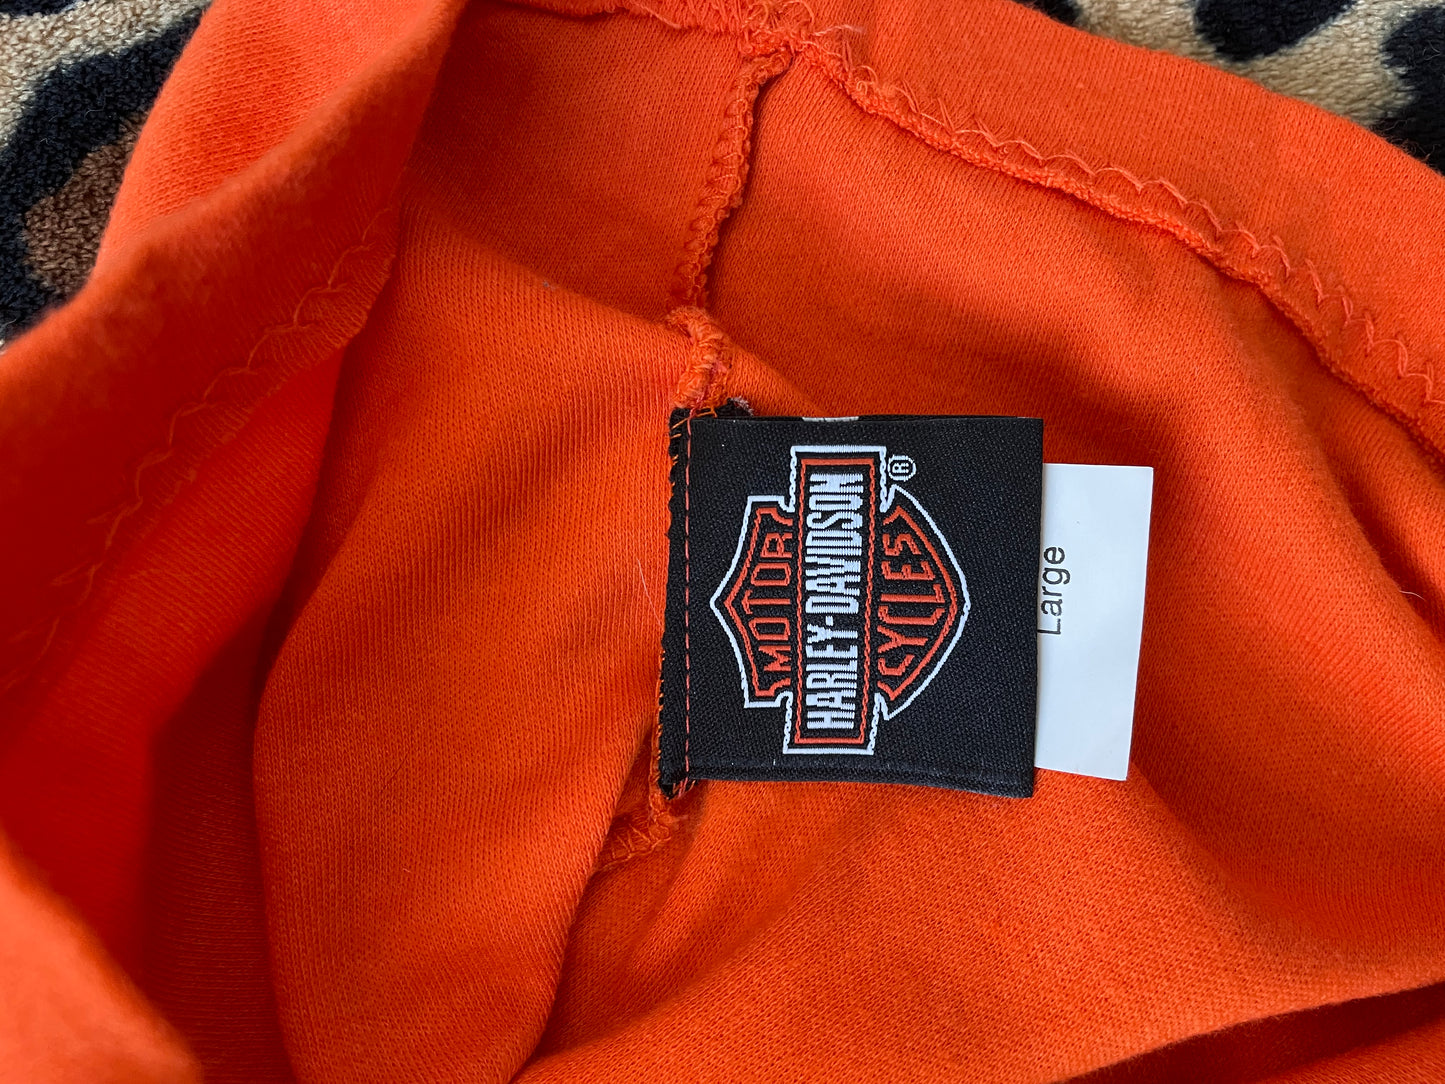 MOTOR
HARLEY-DAVIDSON
®
CYCLES
Large